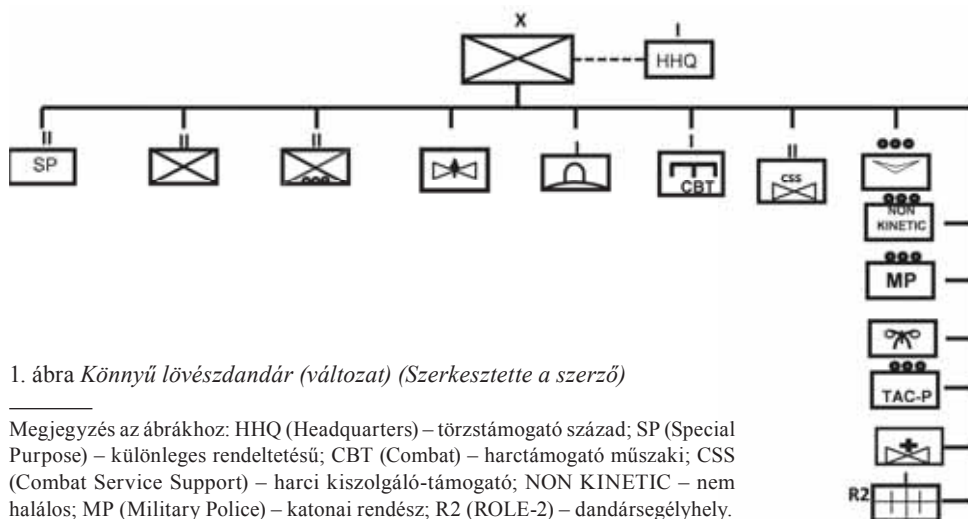 X
I
HHQ
II
II
II
I
I
II
SP
CBT
CSS
NON
KINETIC
MP
TAC-P
I
R2
1. ábra Könnyű lövészdandár (változat) (Szerkesztette a szerző)
Megjegyzés az ábrákhoz: HHQ (Headquarters) – törzstámogató század; SP (Special
Purpose) – különleges rendeltetésű; CBT (Combat) – harctámogató műszaki; CSS
(Combat Service Support) – harci kiszolgáló-támogató; NON KINETIC – nem
halálos; MP (Military Police) – katonai rendész; R2 (ROLE-2) – dandársegélyhely.